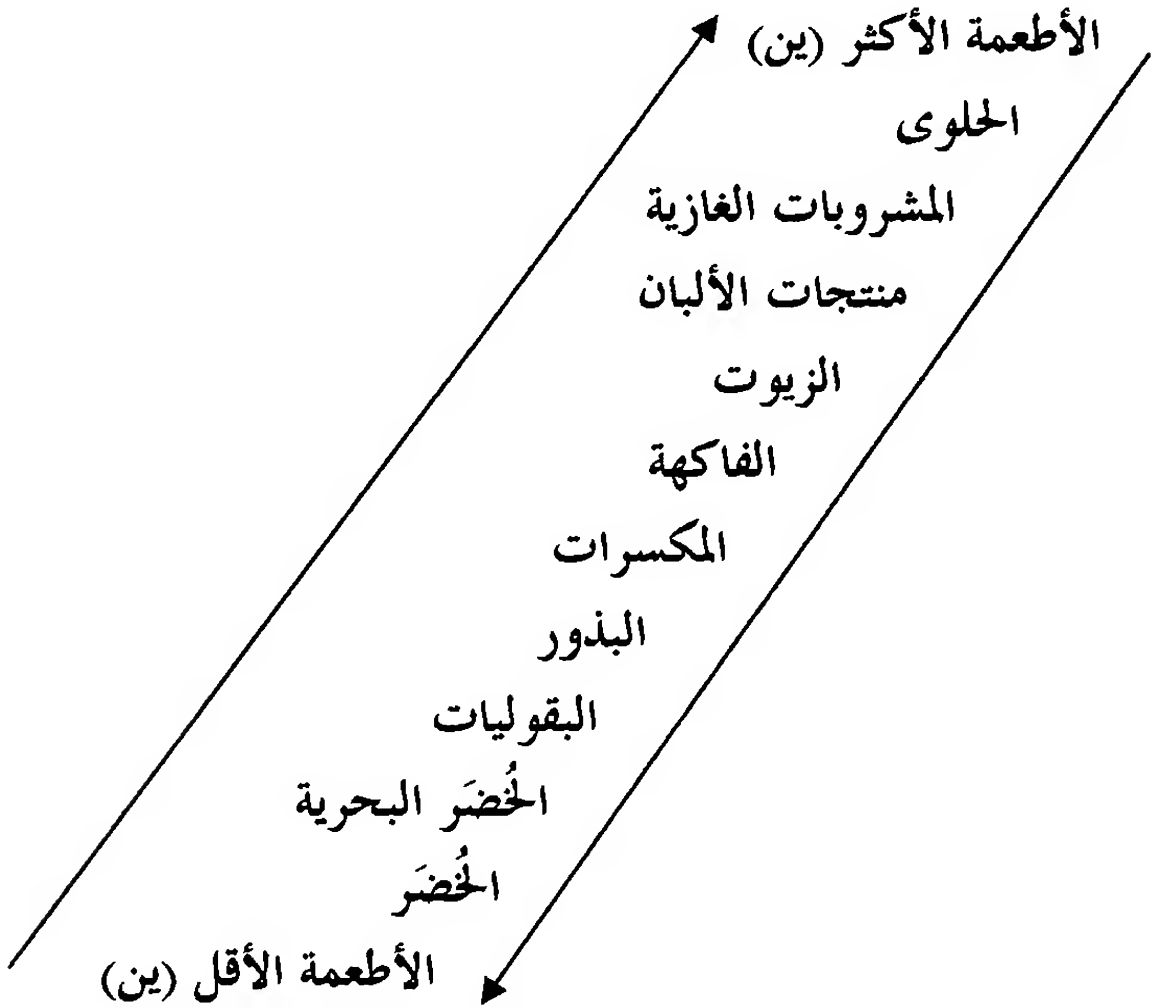 الأطعمة الأكثر (ين)
الحلوى
المشروبات الغازية
منتجات الألبان
الزيوت
الفاكهة
المكسرات
البذور
البقوليات
الخُضَر البحرية
الخُضَر
الأطعمة الأقل (ين)